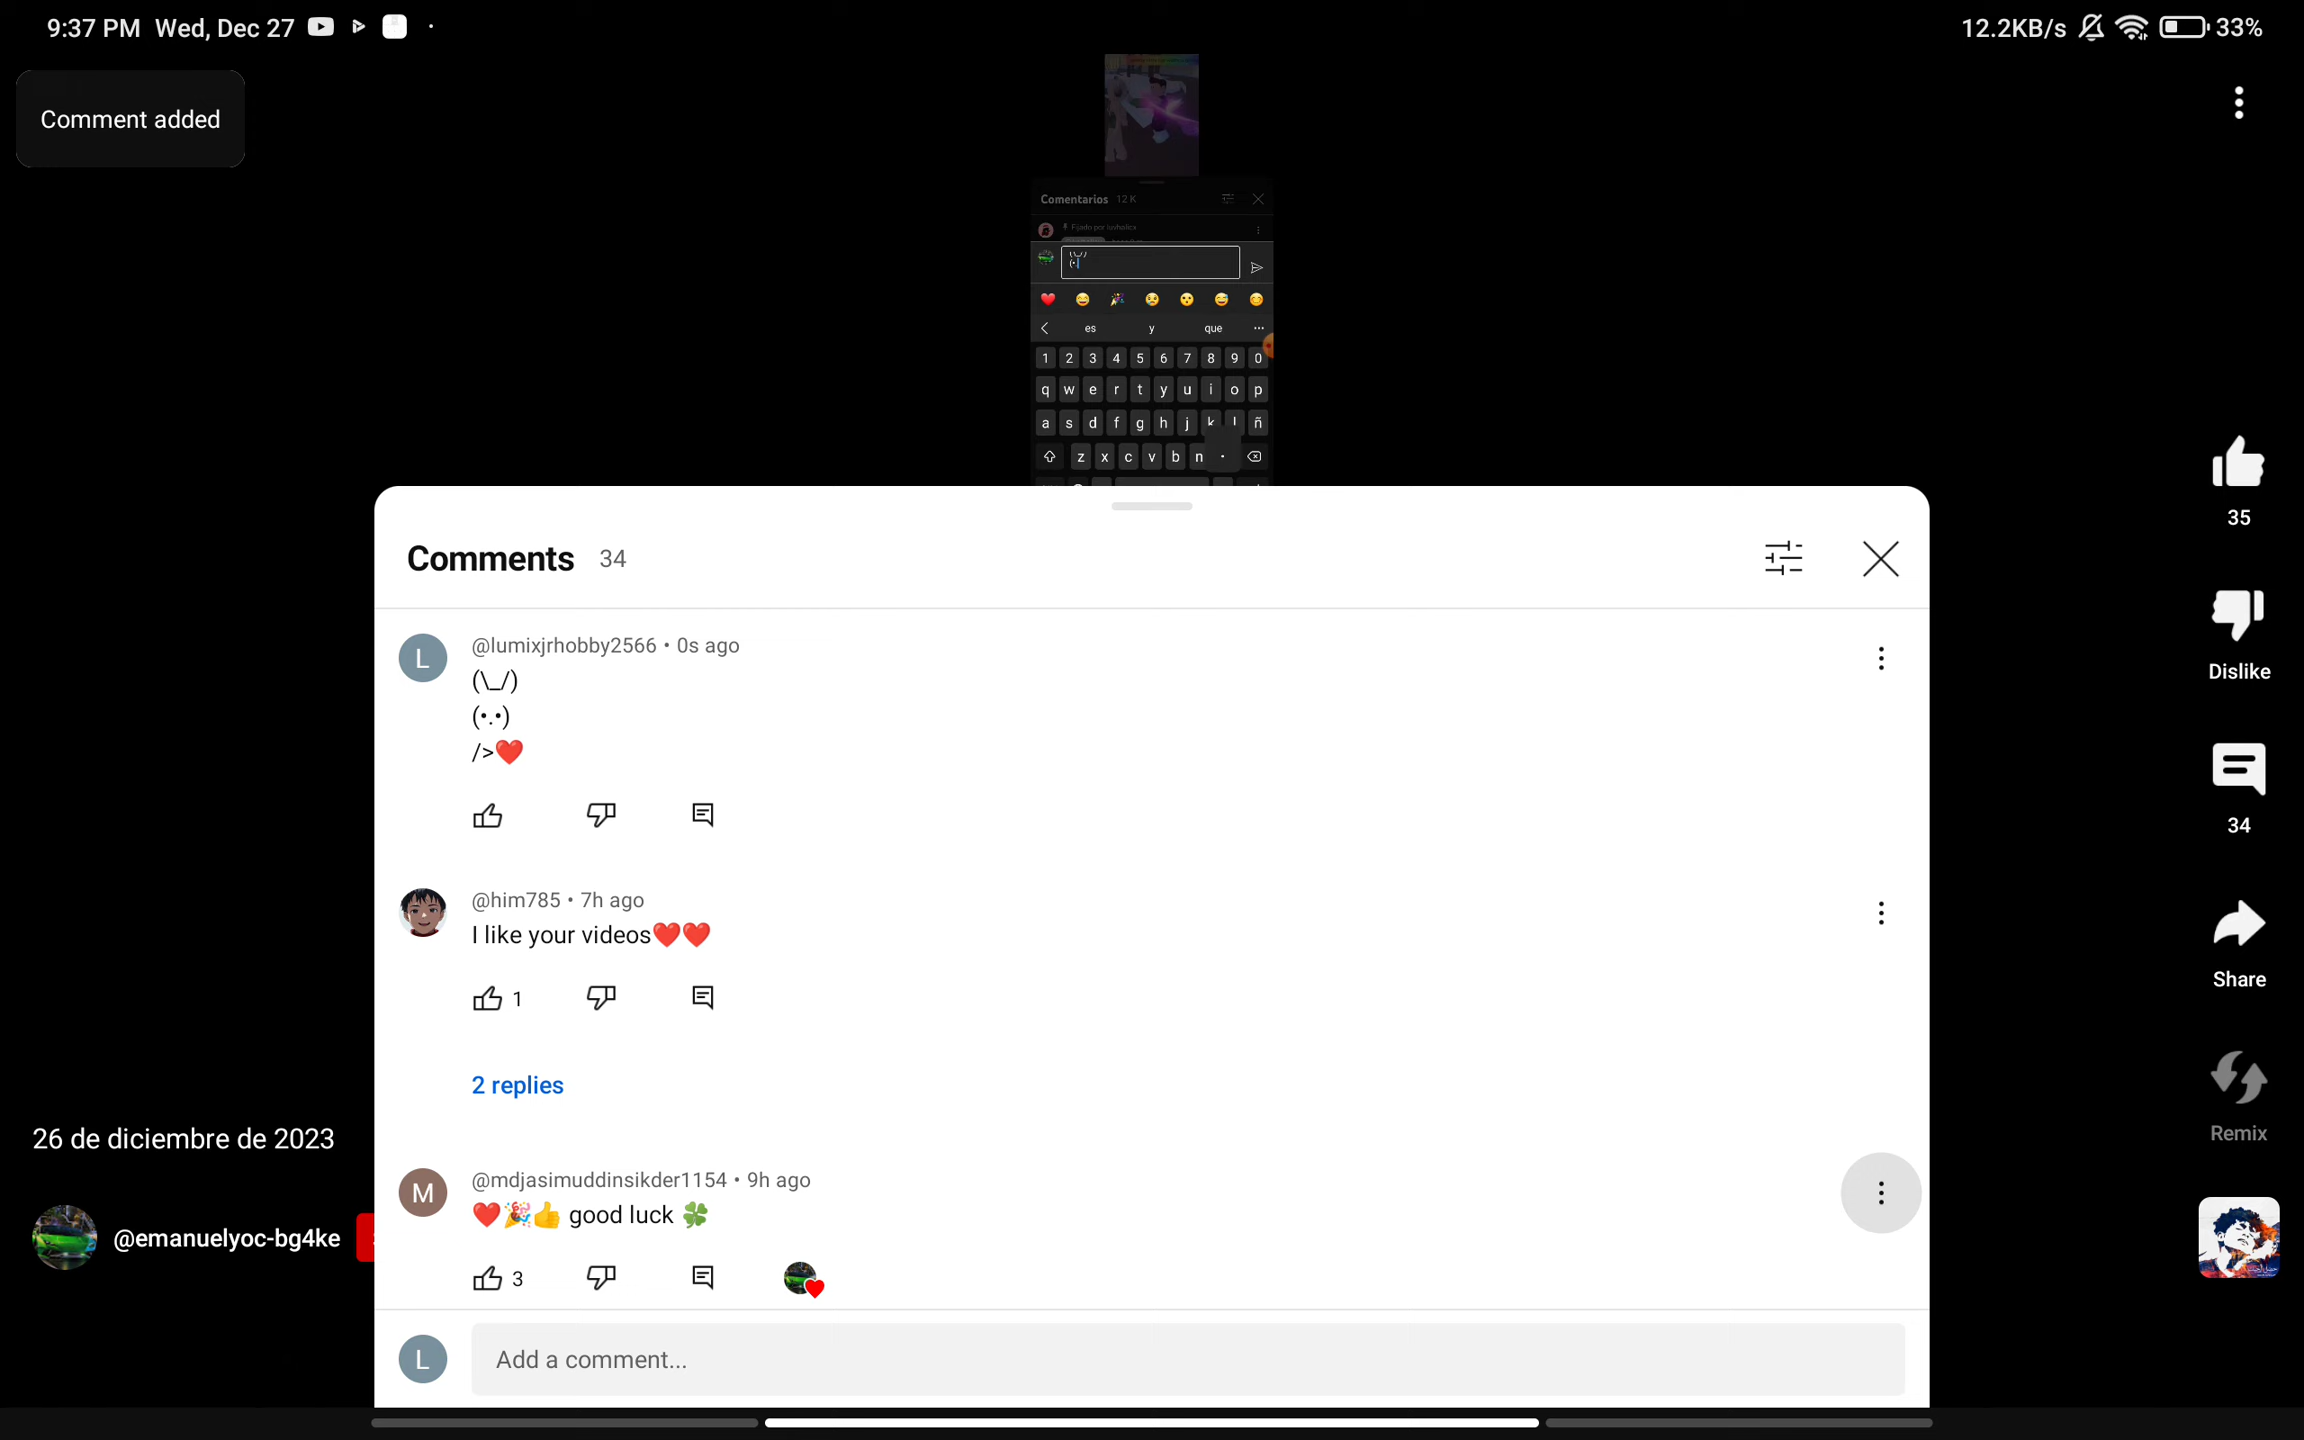 9:37 PM Wed, Dec 27
12.2KB/s 33%
Comment added
Comentarios 12 K
Fijado por luvholics
(•
es y que ...
1 2 3 4 5 6 7 8 9 0
q w e r t y u i o p
a s d f g h j k l ñ
z x c v b n .
Comments 34
@lumixjrhobby2566 • 0s ago
(\_/)
(•.•)
/>❤️
@him785 • 7h ago
I like your videos❤️❤️
1
2 replies
M
@mdjasimuddinsikder1154 • 9h ago
❤️🎉👍 good luck 🍀
3
L
Add a comment...
L
35
Dislike
34
Share
Remix
26 de diciembre de 2023
@emanuelyoc-bg4ke